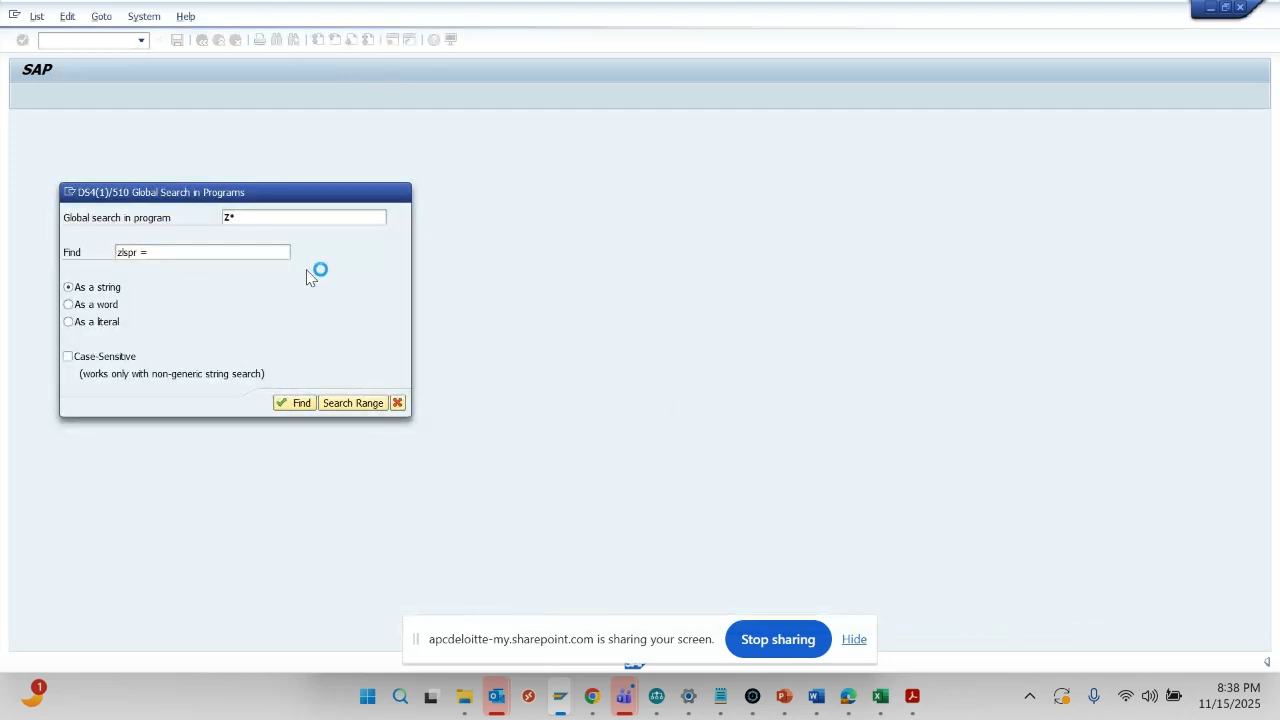 List Edit Goto System Help
SAP
DS4(1)/510 Global Search in Programs
Global search in program Z*
Find zlspr =
As a string
As a word
As a literal
Case-Sensitive
(works only with non-generic string search)
Find Search Range
apcdeloitte-my.sharepoint.com is sharing your screen. Stop sharing Hide
1
8:38 PM
11/15/2025